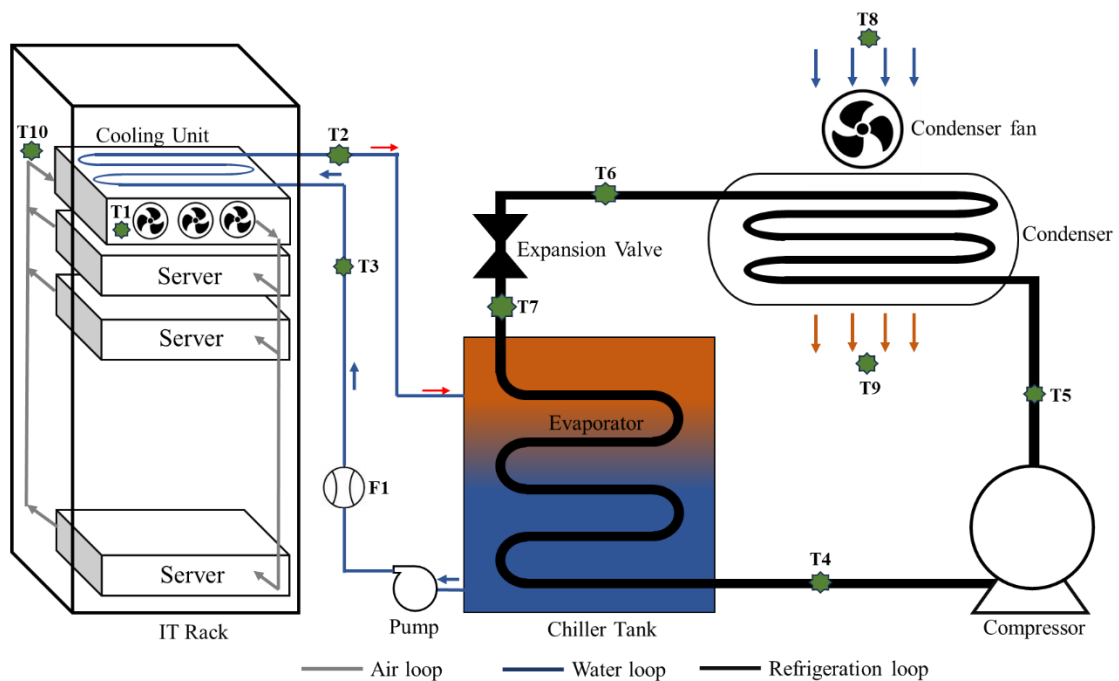 T8
T10
Cooling Unit
T2
Condenser fan
T6
T1
Condenser
Expansion Valve
Server
T3
T7
Server
T9
T5
Evaporator
F1
T4
Server
Pump
IT Rack
Chiller Tank
Compressor
Air loop
Water loop
Refrigeration loop